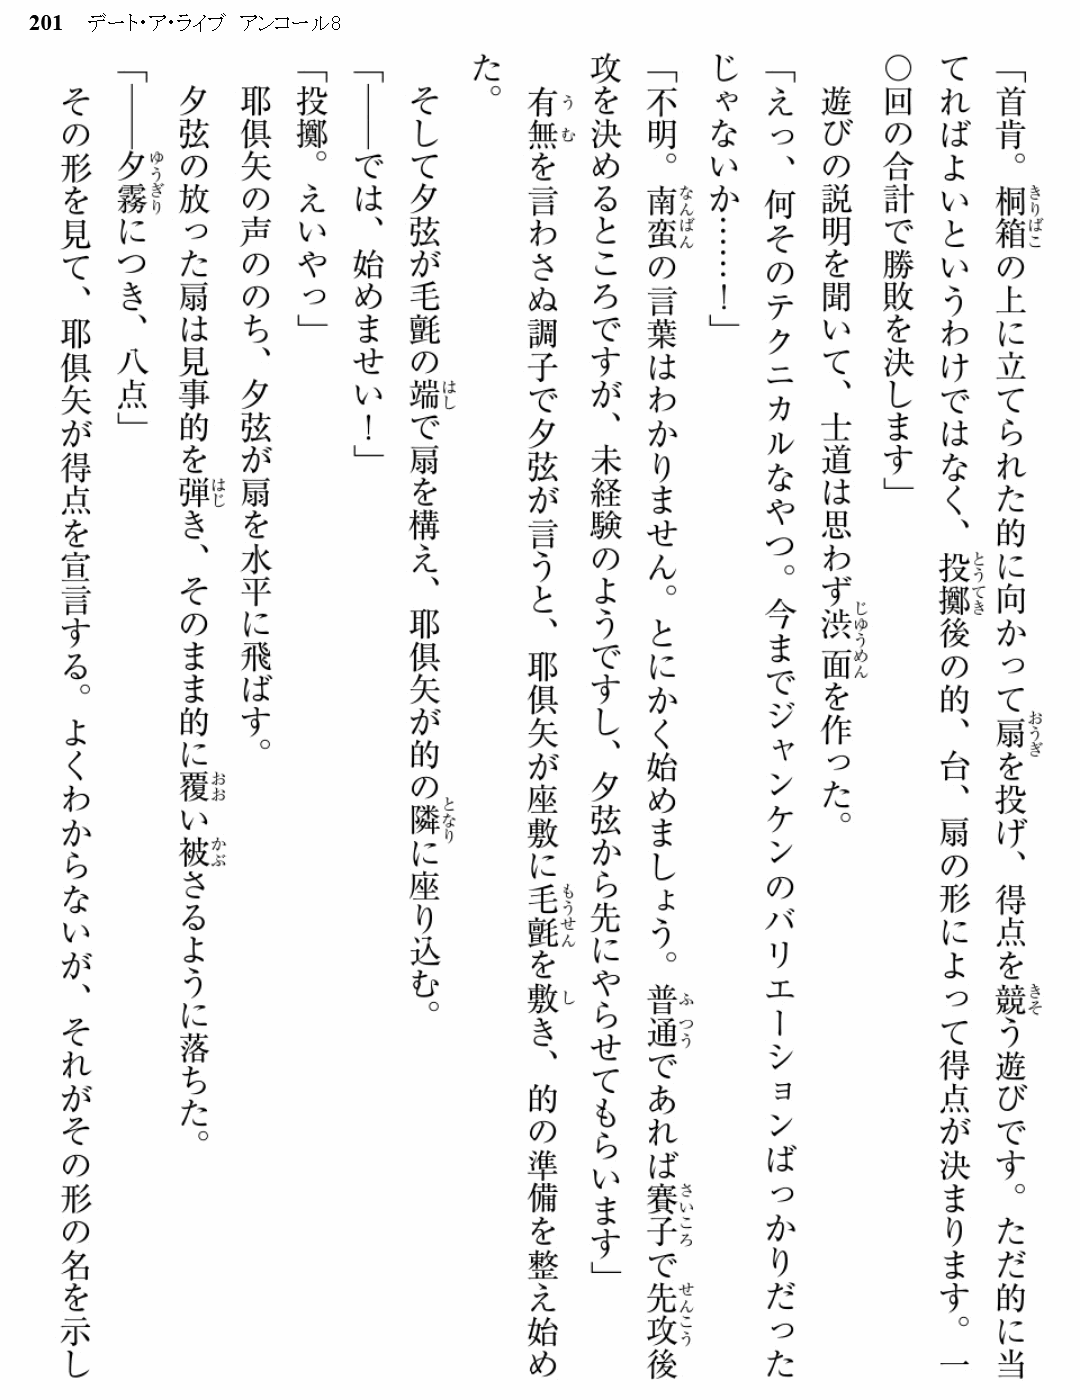 201 デート・ア・ライブ アンコール8
「首肯。桐箱の上に立てられた的に向かって扇を投げ、得点を競う遊びです。ただ的に当
てればよいというわけではなく、投擲後の的、台、扇の形によって得点が決まります。一
〇回の合計で勝敗を決します」
遊びの説明を聞いて、士道は思わず渋面を作った。
「えっ、何そのテクニカルなやつ。今までジャンケンのバリエーションばっかりだった
じゃないか……！」
「不明。南蛮の言葉はわかりません。とにかく始めましょう。普通であれば賽子で先攻後
攻を決めるところですが、未経験のようですし、夕弦から先にやらせてもらいます」
有無を言わさぬ調子で夕弦が言うと、耶倶矢が座敷に毛氈を敷き、的の準備を整え始め
た。
そして夕弦が毛氈の端で扇を構え、耶倶矢が的の隣に座り込む。
「――では、始めませい！」
「投擲。えいやっ」
耶倶矢の声ののち、夕弦が扇を水平に飛ばす。
夕弦の放った扇は見事的を弾き、そのまま的に覆い被さるように落ちた。
「――夕霧につき、八点」
その形を見て、耶倶矢が得点を宣言する。よくわからないが、それがその形の名を示し